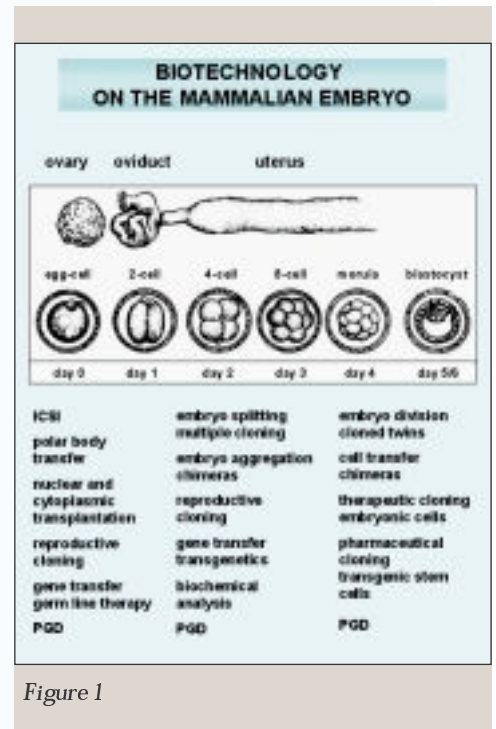 BIOTECHNOLOGY
ON THE MAMMALIAN EMBRYO
ovary oviduct uterus
egg-cell 2-cell 4-cell 8-cell morula blastocyst
day 0 day 1 day 2 day 3 day 4 day 5/6
ICSI
polar body
transfer
nuclear and
cytoplasmic
transplantation
reproductive
cloning
gene transfer
germ line therapy
PGD
embryo splitting
multiple cloning
embryo aggregation
chimeras
reproductive
cloning
gene transfer
transgenetics
biochemical
analysis
PGD
embryo division
cloned twins
cell transfer
chimeras
therapeutic cloning
embryonic cells
pharmaceutical
cloning
transgenic stem
cells
PGD
Figure 1